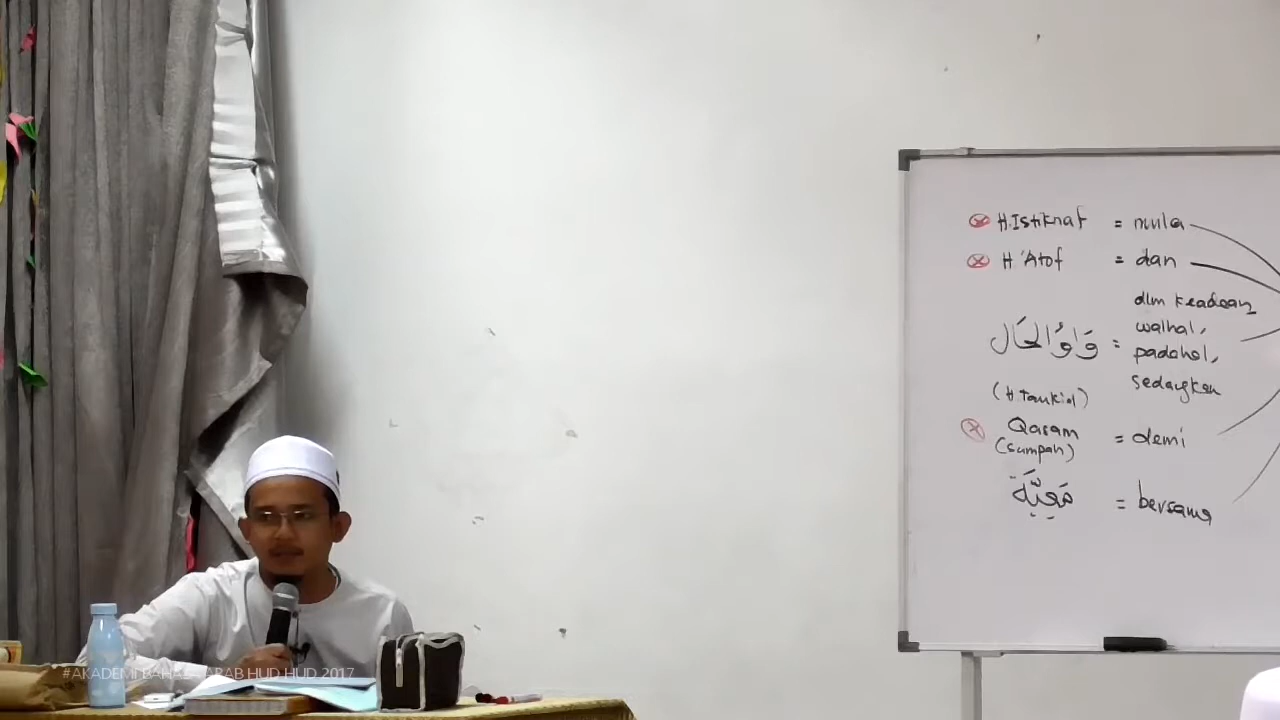 H.Istiknaf = mula
H 'Atof = dan
dlm keadaan,
walhal,
وَاوُ الحَال = padahal,
sedangkan
(H.Taukid)
Qasam = demi
(sumpah)
مَعِيَّة = bersama
#AKADEMI BAHASA ARAB HUD HUD 2017